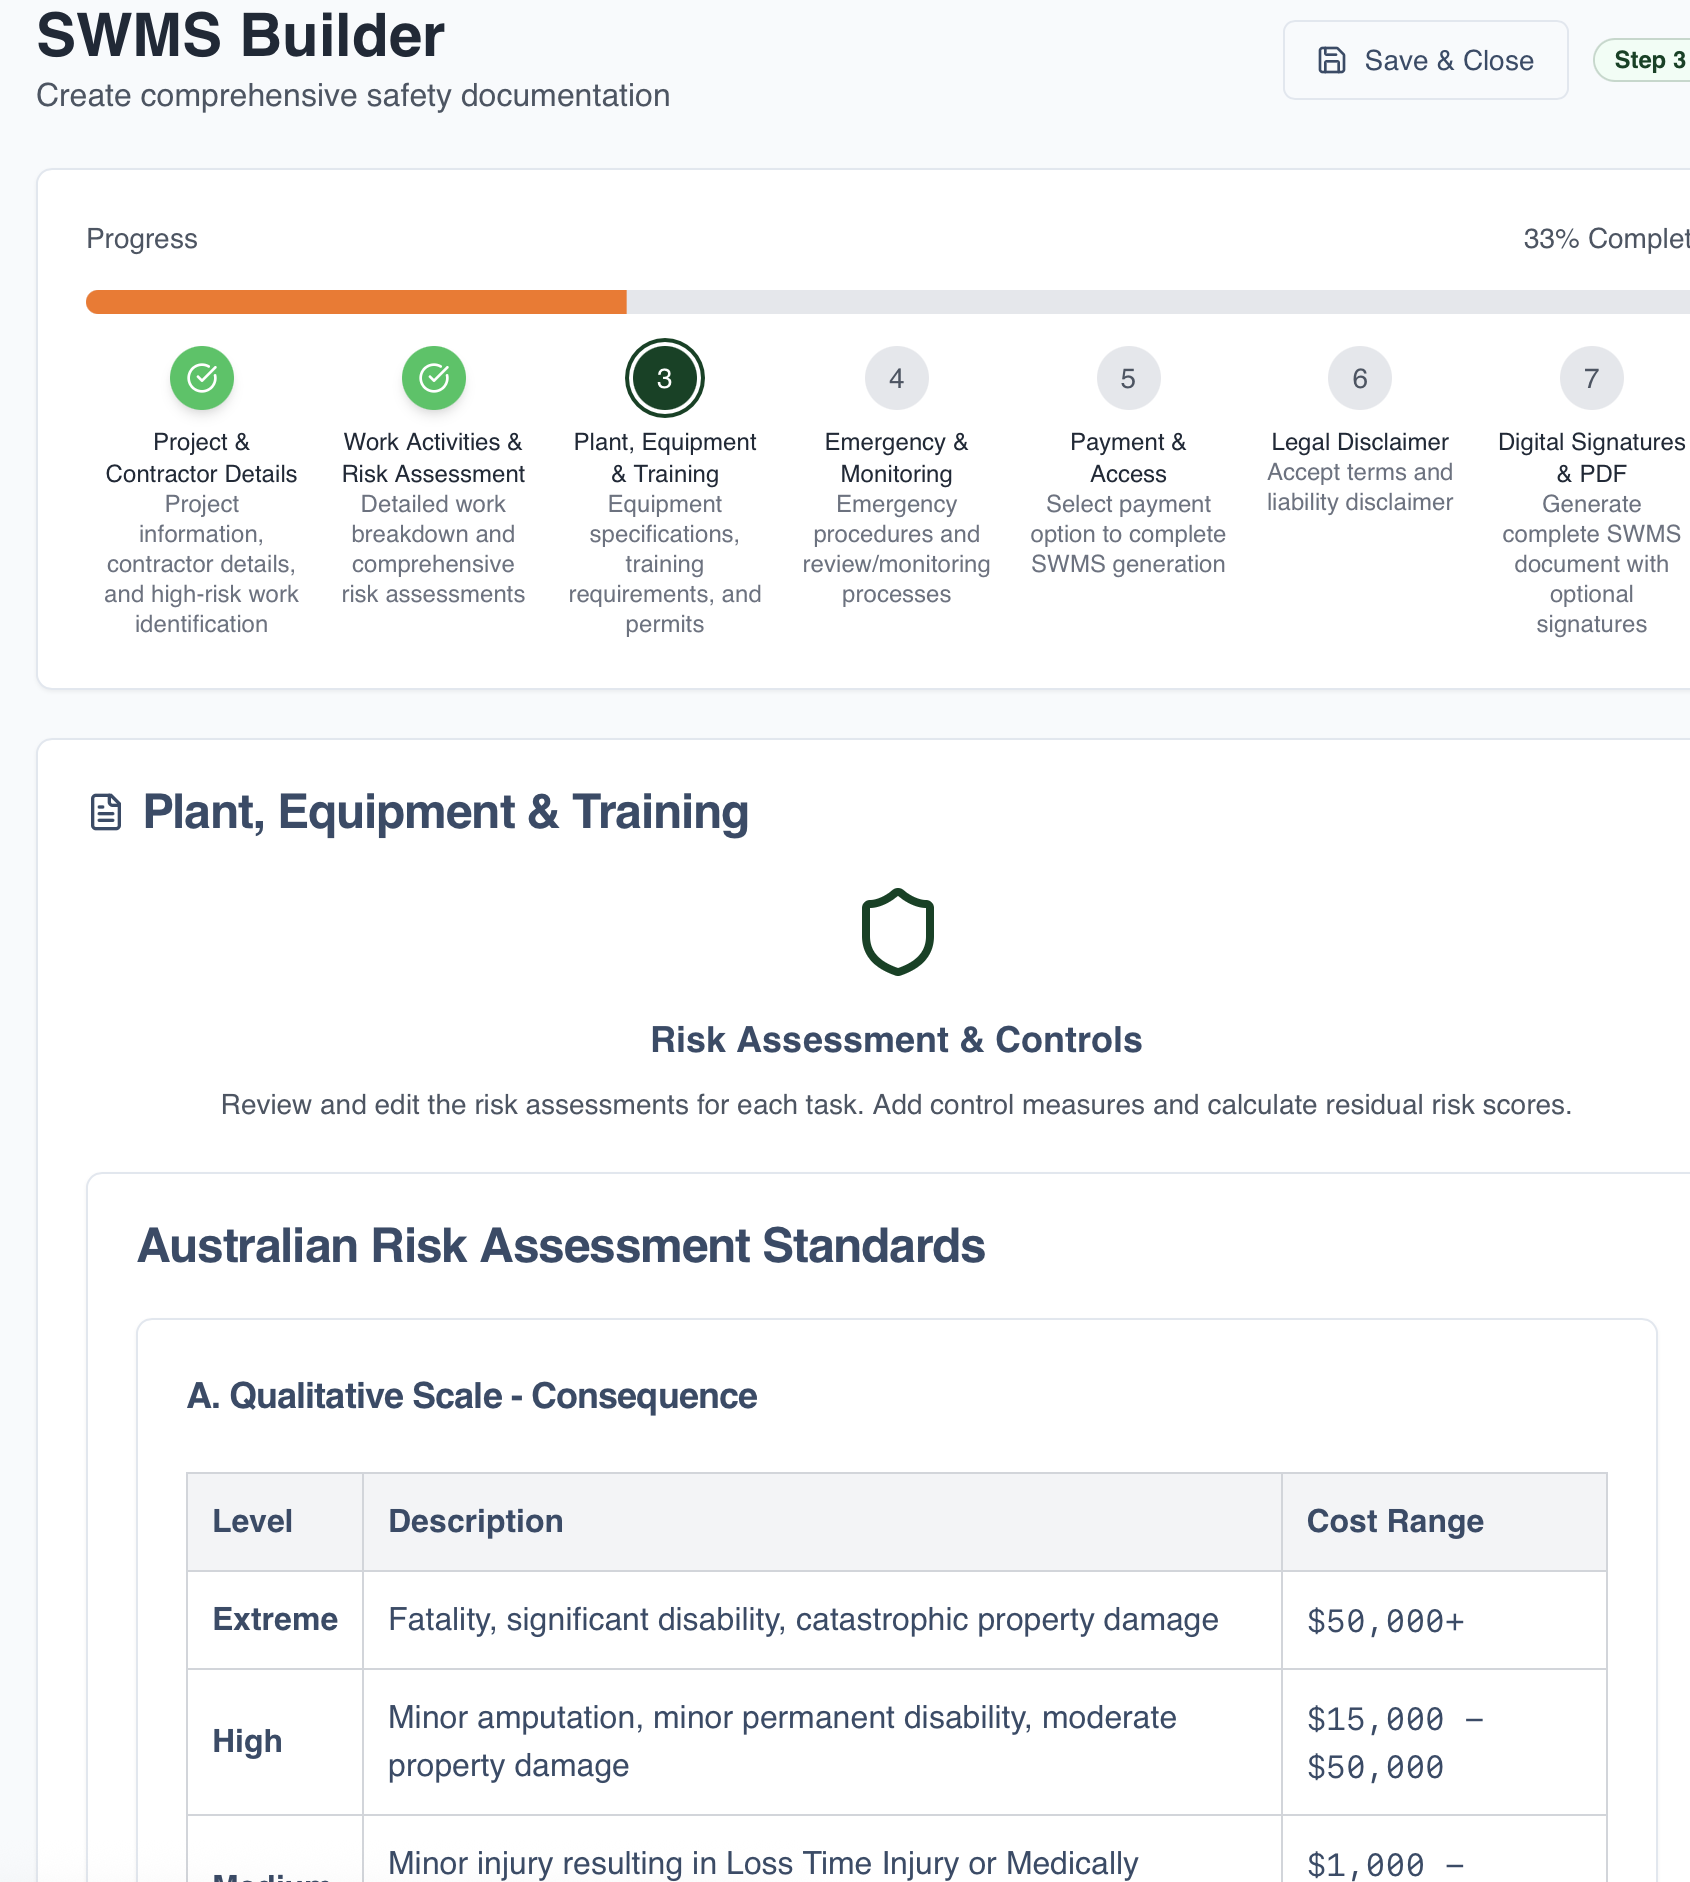 SWMS Builder
Create comprehensive safety documentation
Save & Close
Step 3
Progress
33% Complet
3
4
5
6
7
Project &
Contractor Details
Project
information,
contractor details,
and high-risk work
identification
Work Activities &
Risk Assessment
Detailed work
breakdown and
comprehensive
risk assessments
Plant, Equipment
& Training
Equipment
specifications,
training
requirements, and
permits
Emergency &
Monitoring
Emergency
procedures and
review/monitoring
processes
Payment &
Access
Select payment
option to complete
SWMS generation
Legal Disclaimer
Accept terms and
liability disclaimer
Digital Signatures
& PDF
Generate
complete SWMS
document with
optional
signatures
Plant, Equipment & Training
Risk Assessment & Controls
Review and edit the risk assessments for each task. Add control measures and calculate residual risk scores.
Australian Risk Assessment Standards
A. Qualitative Scale - Consequence
Level Description Cost Range
Extreme Fatality, significant disability, catastrophic property damage $50,000+
High Minor amputation, minor permanent disability, moderate
property damage
$15,000 –
$50,000
Medium Minor injury resulting in Loss Time Injury or Medically
$1,000 –